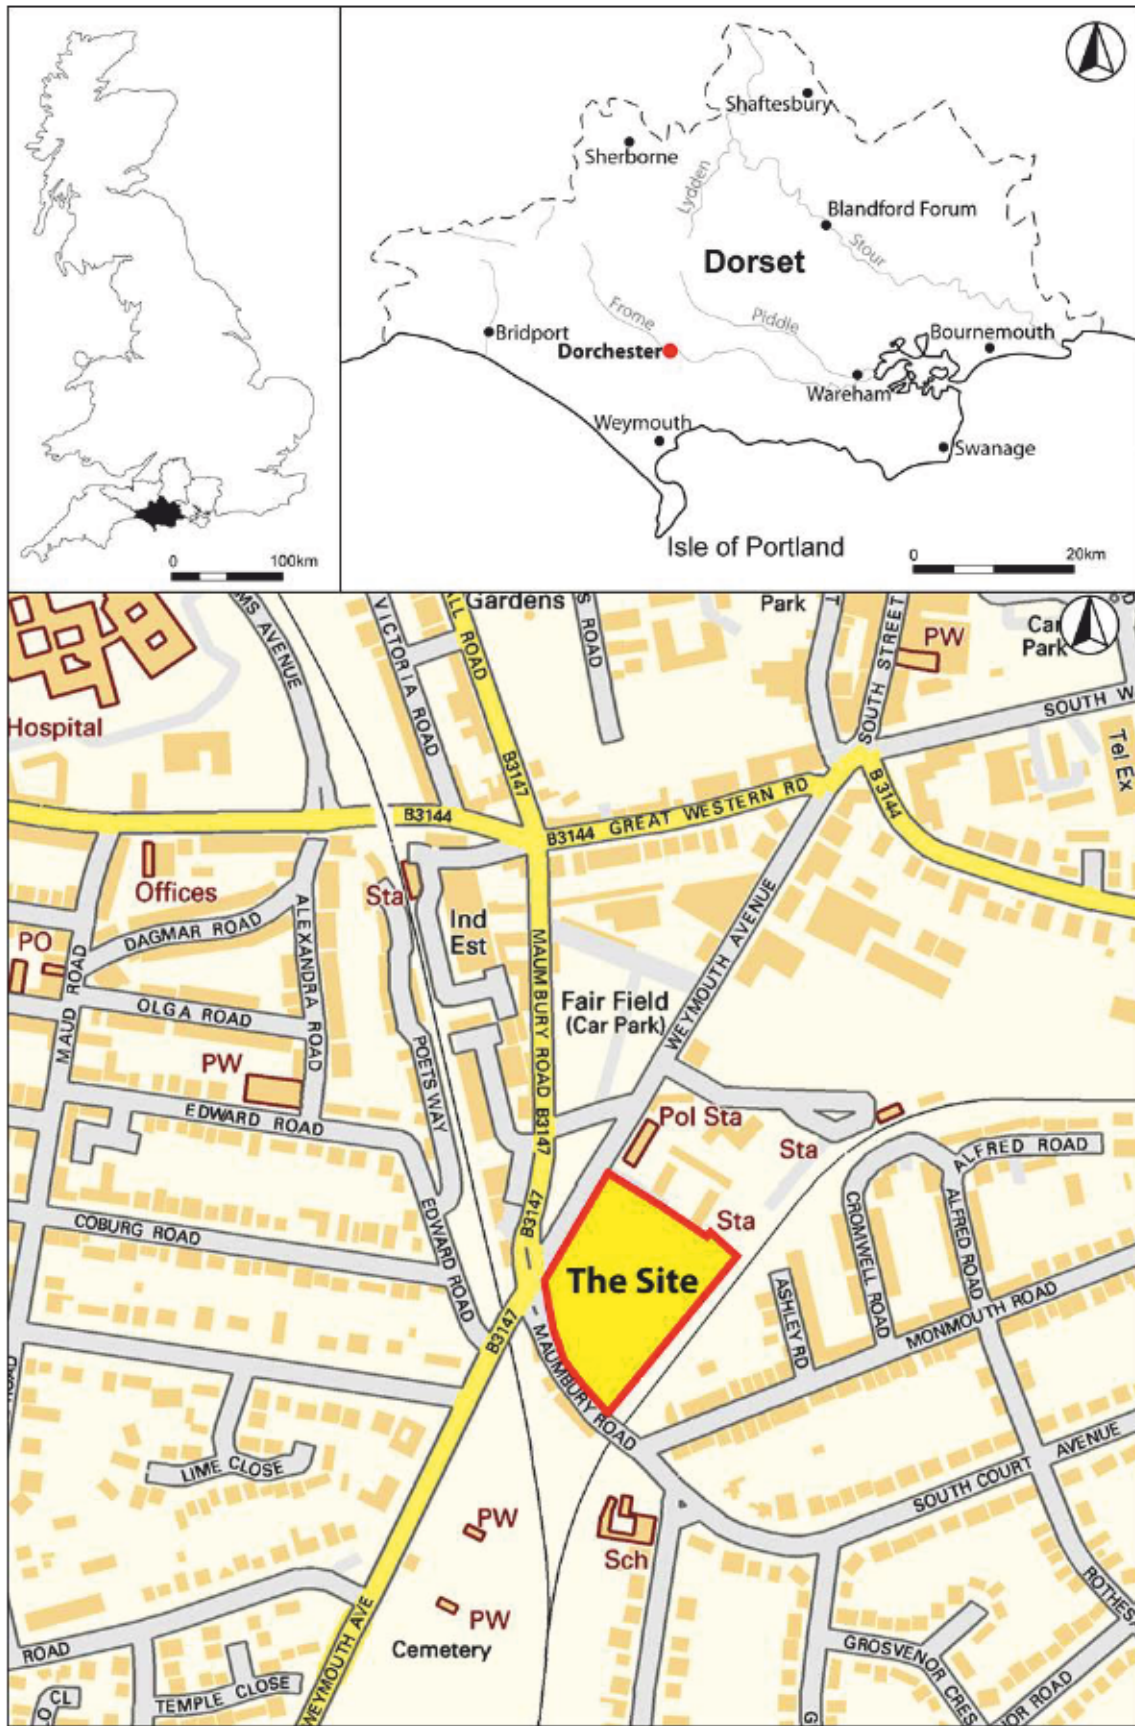 0
100km
Shaftesbury
Sherborne
Lydden
Blandford Forum
Stour
Dorset
Frome
Piddle
Bridport
Bournemouth
Dorchester
Wareham
Weymouth
Swanage
Isle of Portland
0
20km
MS AVENUE
VICTORIA ROAD
ALL ROAD
Gardens
S ROAD
Park
T
SOUTH STREET
PW
Car
Park
SOUTH W
Hospital
B3147
Tel Ex
B3144
B3144 GREAT WESTERN RD
B3144
Offices
Sta
Ind
Est
WEYMOUTH AVENUE
PO
DAGMAR ROAD
ALEXANDRA ROAD
MAUD ROAD
OLGA ROAD
MAUMBURY ROAD
Fair Field
(Car Park)
PW
EDWARD ROAD
POETS WAY
B3147
Pol Sta
Sta
ALFRED ROAD
CROMWELL ROAD
ALFRED ROAD
COBURG ROAD
EDWARD ROAD
B3147
Sta
The Site
ASHLEY RD
MONMOUTH ROAD
B3147
MAUMBURY ROAD
LIME CLOSE
SOUTH COURT AVENUE
PW
Sch
PW
Cemetery
WEYMOUTH AVE
ROAD
TEMPLE CLOSE
O CL
GROSVENOR CRES
ROTHESA
NOR ROAD
G